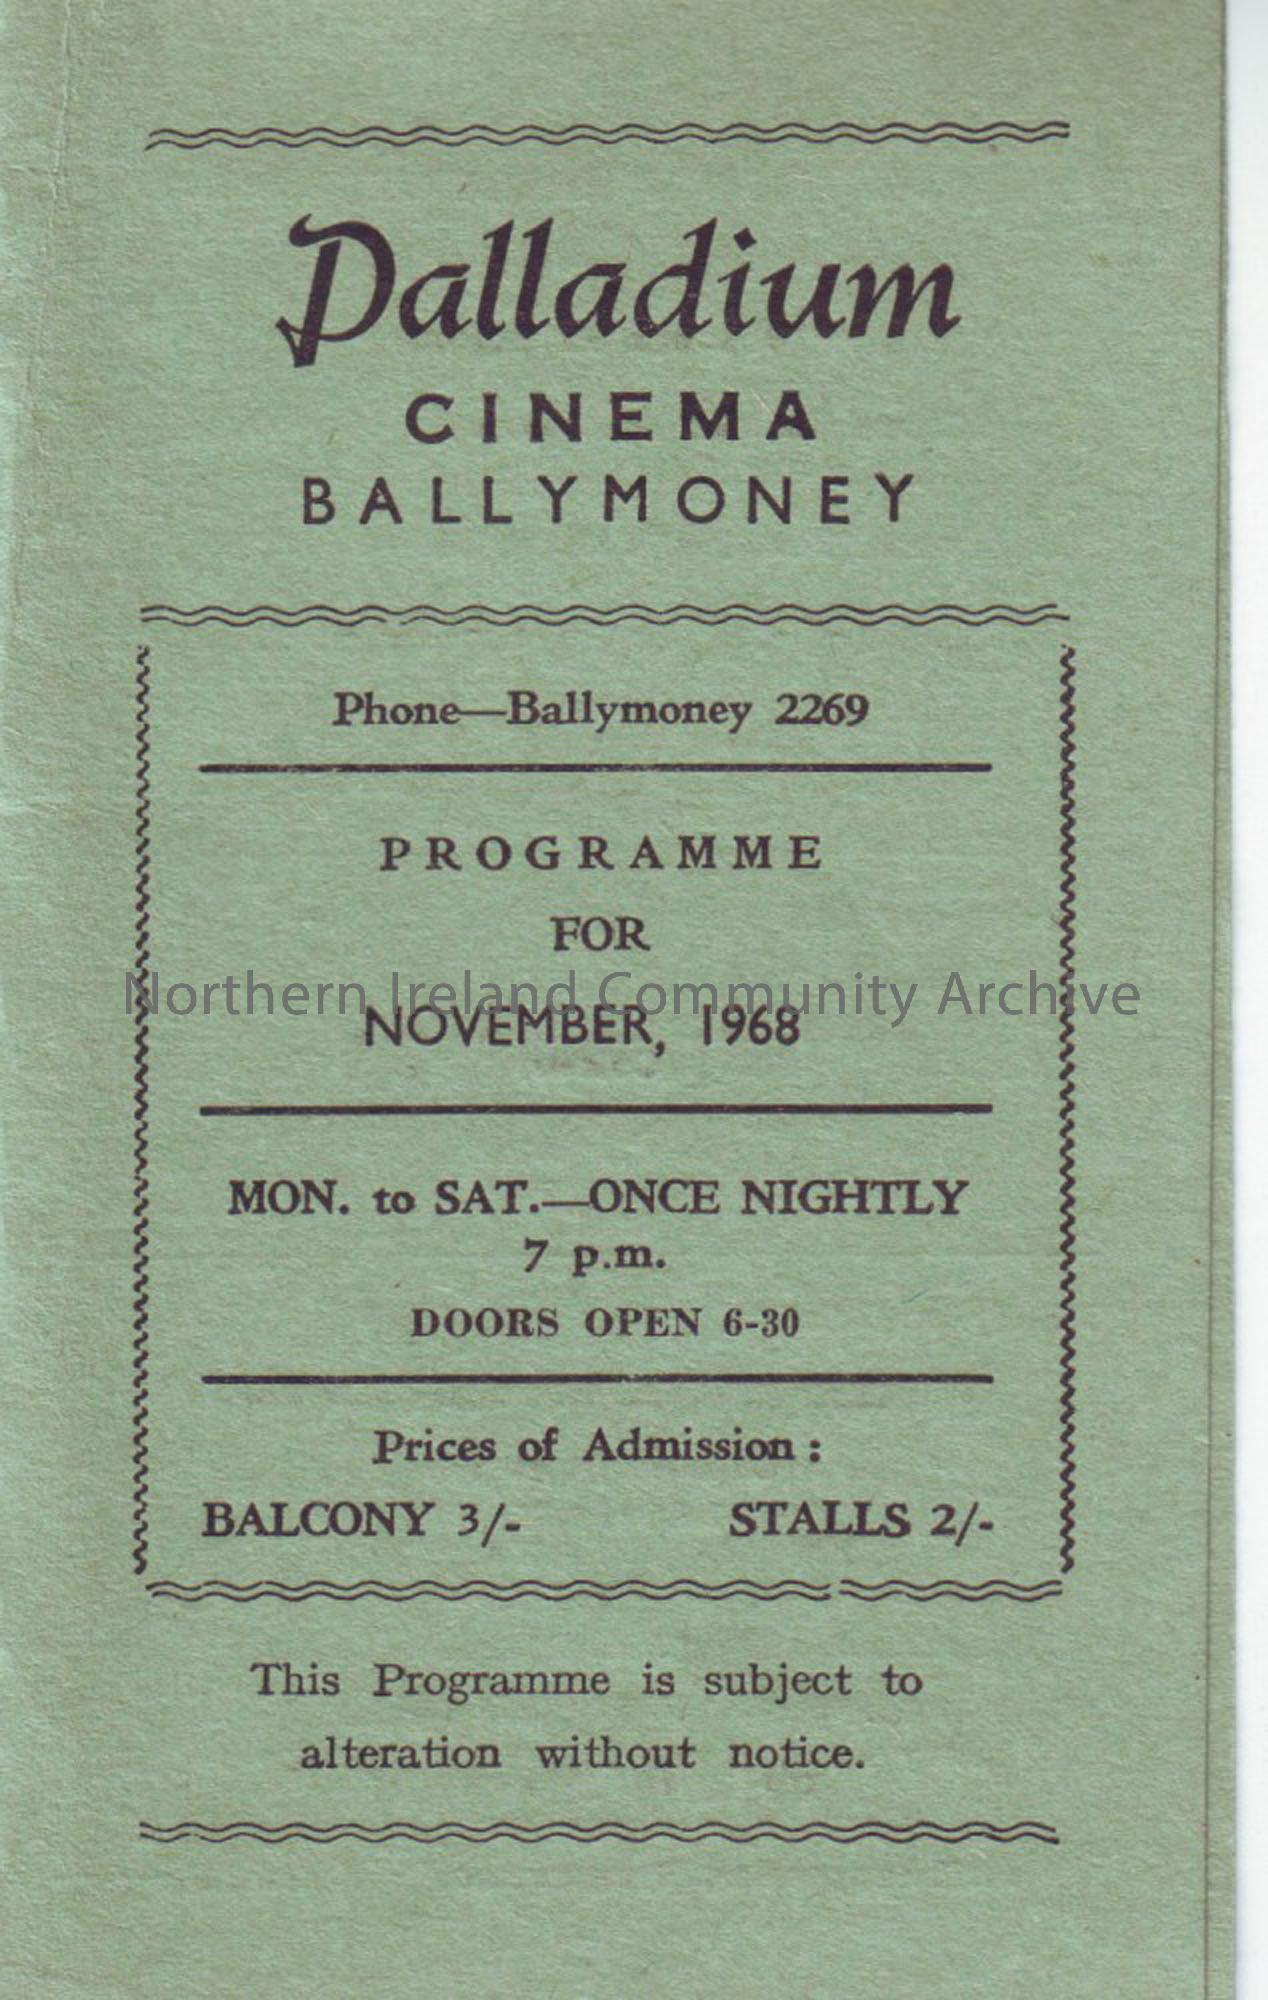 Palladium
CINEMA
BALLYMONEY
Phone—Ballymoney 2269
PROGRAMME
FOR
Northern Ireland Community Archive
NOVEMBER, 1968
MON. to SAT.—ONCE NIGHTLY
7 p.m.
DOORS OPEN 6-30
Prices of Admission :
BALCONY 3/- STALLS 2/-
This Programme is subject to
alteration without notice.